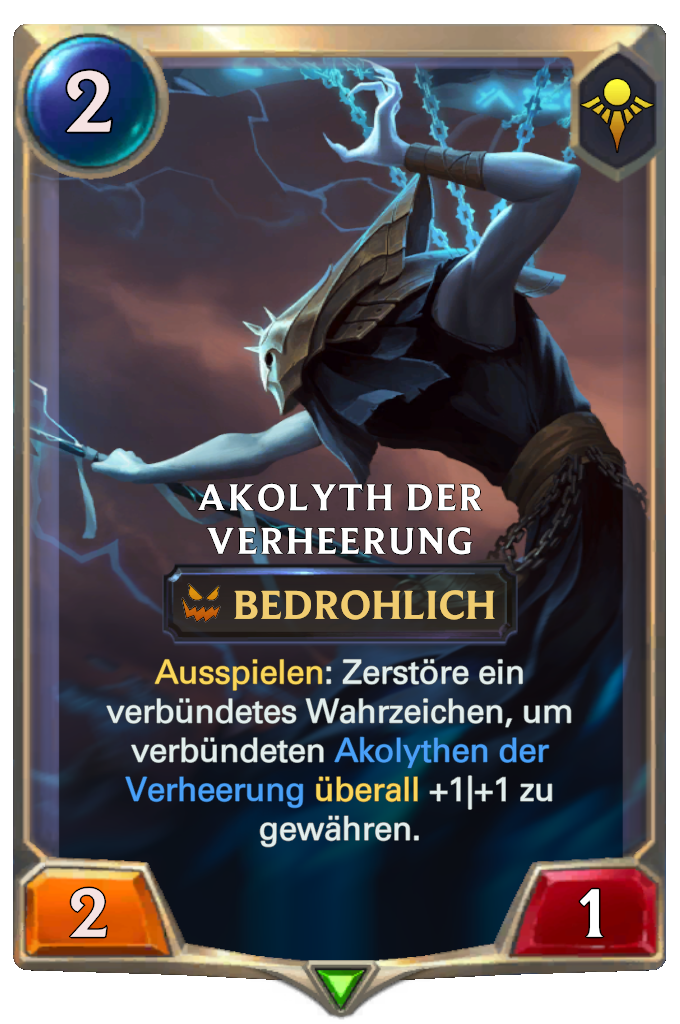 2
AKOLYTH DER
VERHEERUNG
BEDROHLICH
Ausspielen: Zerstöre ein
verbündetes Wahrzeichen, um
verbündeten Akolythen der
Verheerung überall +1|+1 zu
gewähren.
2
1